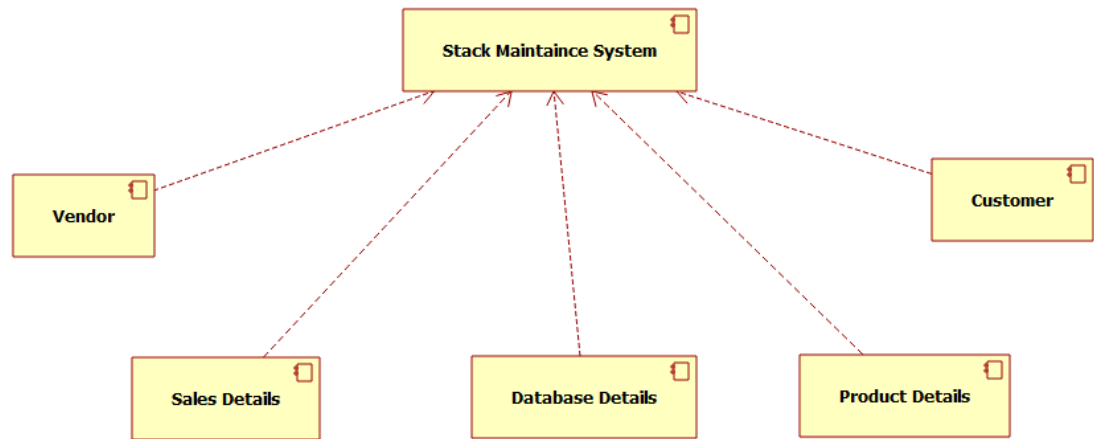 Stack Maintaince System
Vendor
Customer
Sales Details
Database Details
Product Details